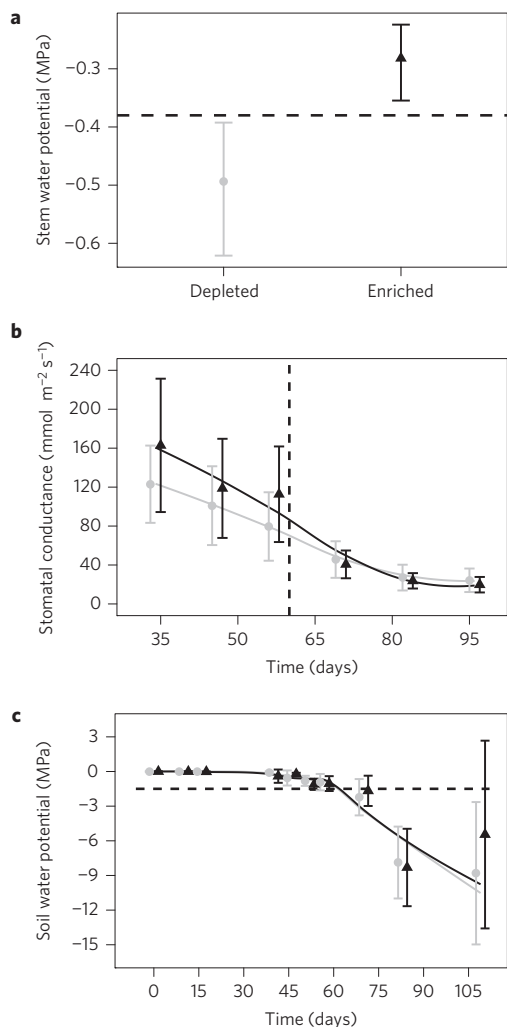 a
Stem water potential (MPa)
−0.3
−0.4
−0.5
−0.6
Depleted Enriched
b
Stomatal conductance (mmol m⁻² s⁻¹)
240
200
160
120
80
40
0
35 50 65 80 95
Time (days)
c
Soil water potential (MPa)
3
0
−3
−6
−9
−12
−15
0 15 30 45 60 75 90 105
Time (days)